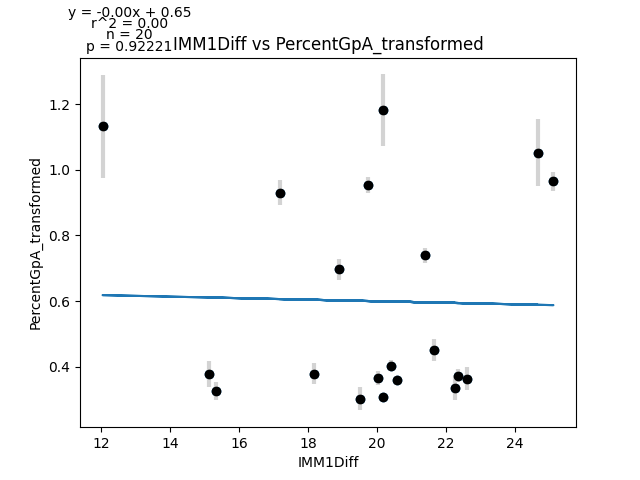 y = -0.00x + 0.65
r^2 = 0.00
n = 20
p = 0.92221
IMM1Diff vs PercentGpA_transformed
PercentGpA_transformed
1.2
1.0
0.8
0.6
0.4
12 14 16 18 20 22 24
IMM1Diff